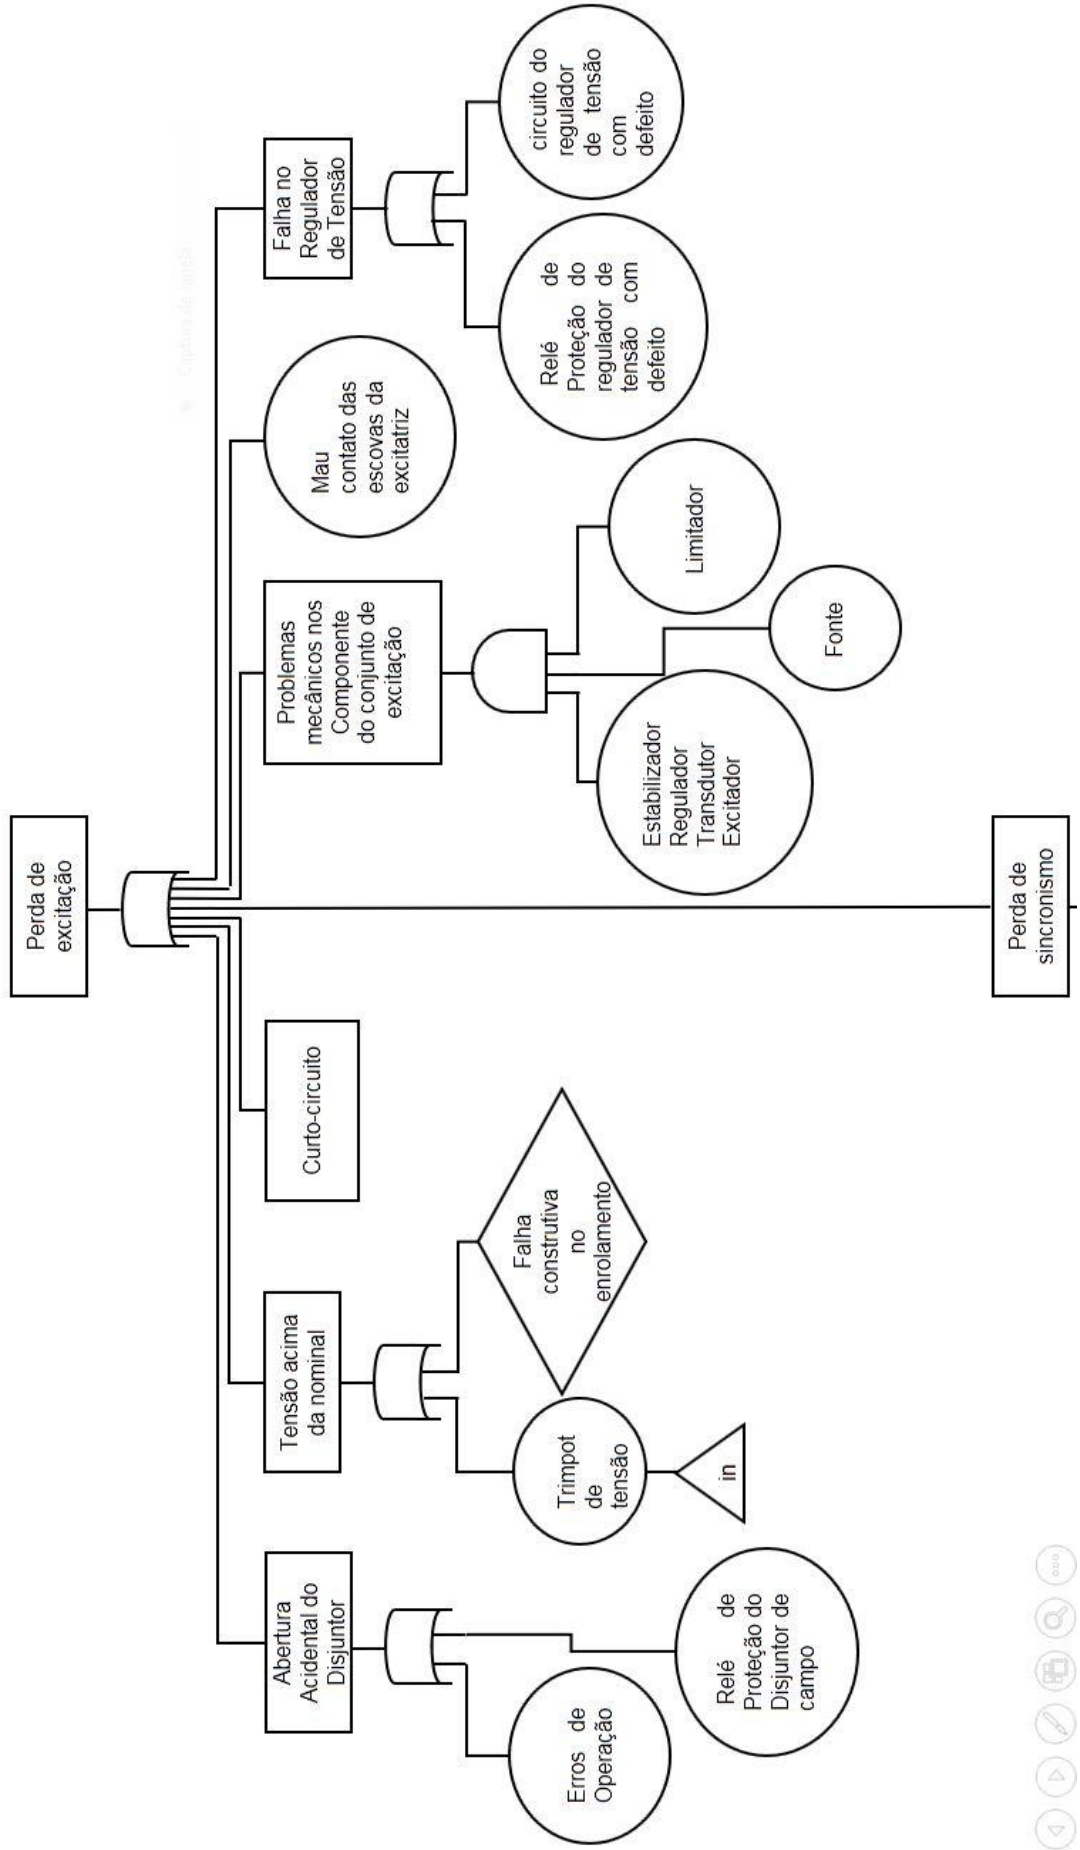 Perda de
excitação
Abertura
Acidental do
Disjuntor
Tensão acima
da nominal
Curto-circuito
Problemas
mecânicos nos
Componente
do conjunto de
excitação
Mau
contato das
escovas da
excitatriz
Falha no
Regulador
de Tensão
Erros de
Operação
Relé de
Proteção do
Disjuntor de
campo
Trimpot
de
tensão
in
Falha
construtiva
no
enrolamento
Estabilizador
Regulador
Transdutor
Excitador
Fonte
Limitador
Relé de
Proteção do
regulador de
tensão com
defeito
circuito do
regulador
de tensão
com
defeito
Perda de
sincronismo